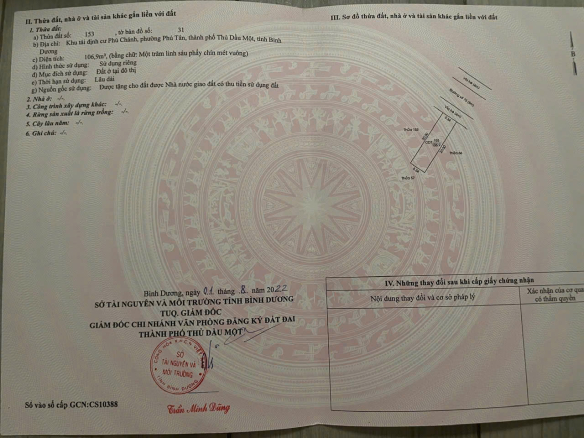 II. Thửa đất, nhà ở và tài sản khác gắn liền với đất
1. Thửa đất:
a) Thửa đất số: 153 , tờ bản đồ số: 31
b) Địa chỉ: Khu tái định cư Phú Chánh, phường Phú Tân, thành phố Thủ Dầu Một, tỉnh Bình
Dương
c) Diện tích: 106,9m², (bằng chữ: Một trăm linh sáu phẩy chín mét vuông)
d) Hình thức sử dụng: Sử dụng riêng
đ) Mục đích sử dụng: Đất ở tại đô thị
e) Thời hạn sử dụng: Lâu dài
g) Nguồn gốc sử dụng: Được tặng cho đất được Nhà nước giao đất có thu tiền sử dụng đất
2. Nhà ở: -/-
3. Công trình xây dựng khác: -/-
4. Rừng sản xuất là rừng trồng: -/-
5. Cây lâu năm: -/-
6. Ghi chú: -/-
Bình Dương, ngày 01 tháng 8 năm 2022
SỞ TÀI NGUYÊN VÀ MÔI TRƯỜNG TỈNH BÌNH DƯƠNG
TUQ. GIÁM ĐỐC
GIÁM ĐỐC CHI NHÁNH VĂN PHÒNG ĐĂNG KÝ ĐẤT ĐAI
THÀNH PHỐ THỦ DẦU MỘT
SỞ
TÀI NGUYÊN VÀ
MÔI TRƯỜNG
Trần Minh Dũng
Số vào sổ cấp GCN:CS10388
III. Sơ đồ thửa đất, nhà ở và tài sản khác gắn liền với đất
B
IV. Những thay đổi sau khi cấp giấy chứng nhận
Nội dung thay đổi và cơ sở pháp lý
Xác nhận của cơ qua
có thẩm quyền